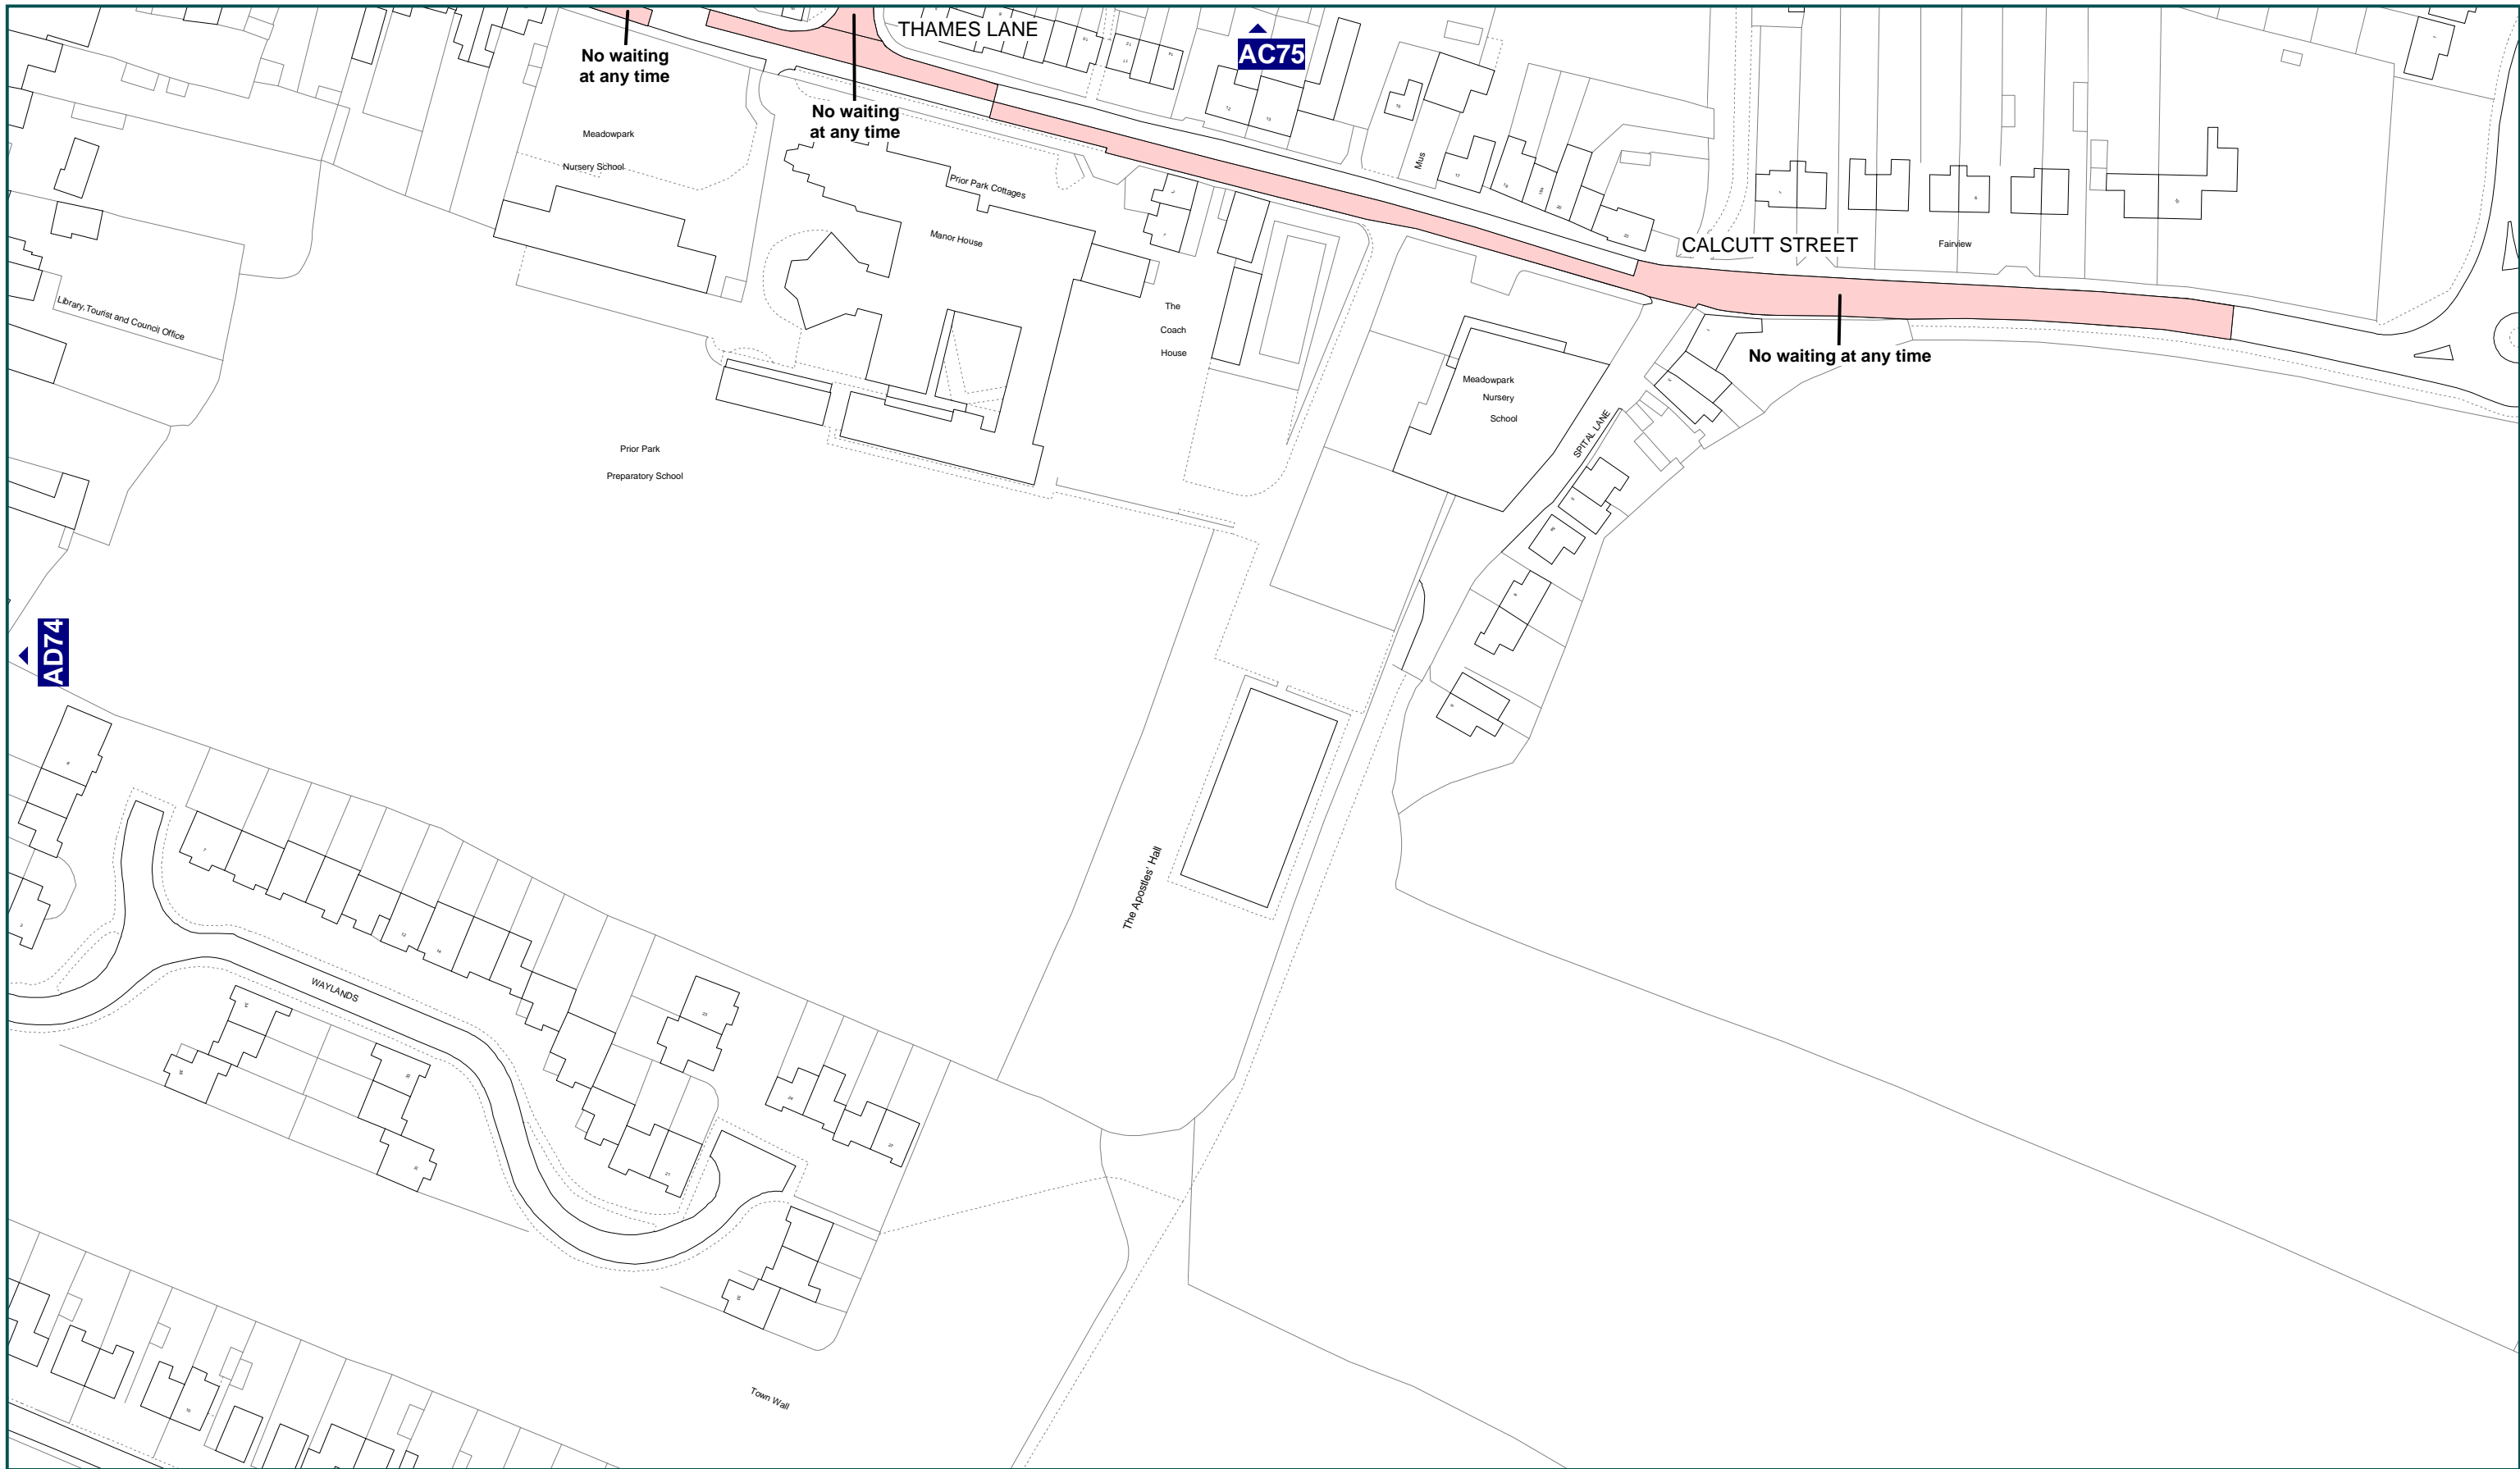 THAMES LANE
AC75
No waiting
at any time
No waiting
at any time
Meadowpark
Nursery School
Prior Park Cottages
Manor House
Mus
CALCUTT STREET
Fairview
Library,Tourist and Council Office
The
Coach
House
No waiting at any time
Meadowpark
Nursery
School
SPITAL LANE
Prior Park
Preparatory School
AD74
The Apostles' Hall
WAYLANDS
Town Wall